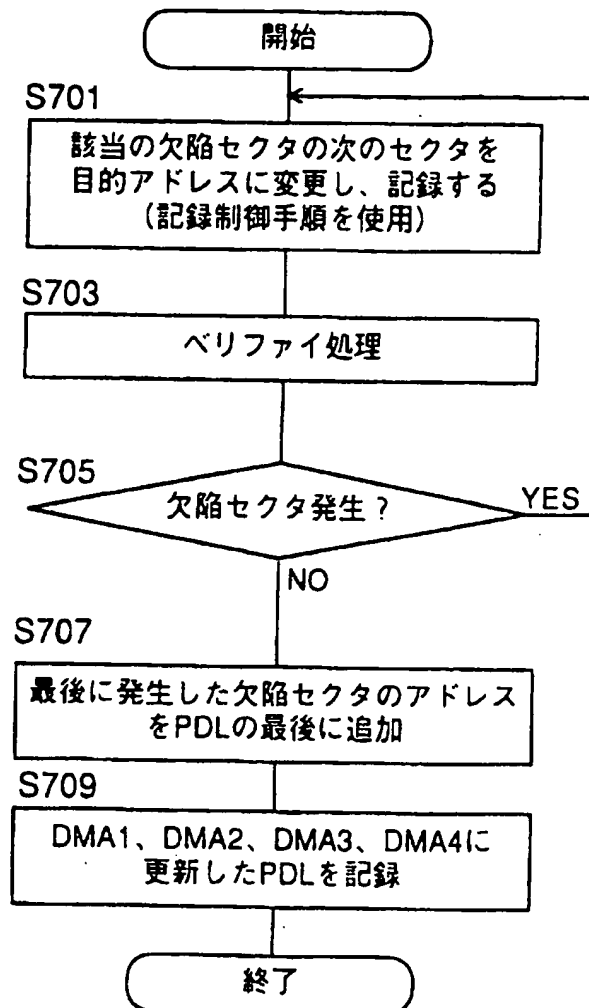 開始
S701
該当の欠陥セクタの次のセクタを
目的アドレスに変更し、記録する
(記録制御手順を使用)
S703
ベリファイ処理
S705
欠陥セクタ発生?
YES
NO
S707
最後に発生した欠陥セクタのアドレス
をPDLの最後に追加
S709
DMA1、DMA2、DMA3、DMA4に
更新したPDLを記録
終了